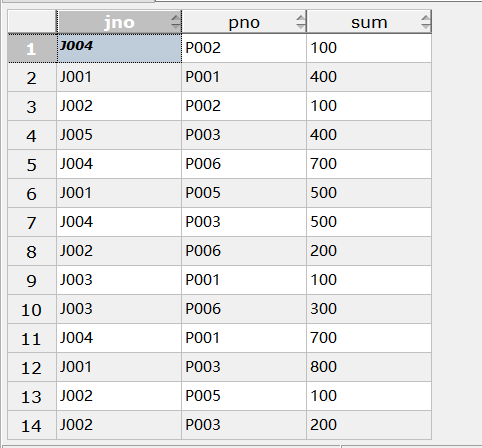 jno pno sum
1 J004 P002 100
2 J001 P001 400
3 J002 P002 100
4 J005 P003 400
5 J004 P006 700
6 J001 P005 500
7 J004 P003 500
8 J002 P006 200
9 J003 P001 100
10 J003 P006 300
11 J004 P001 700
12 J001 P003 800
13 J002 P005 100
14 J002 P003 200